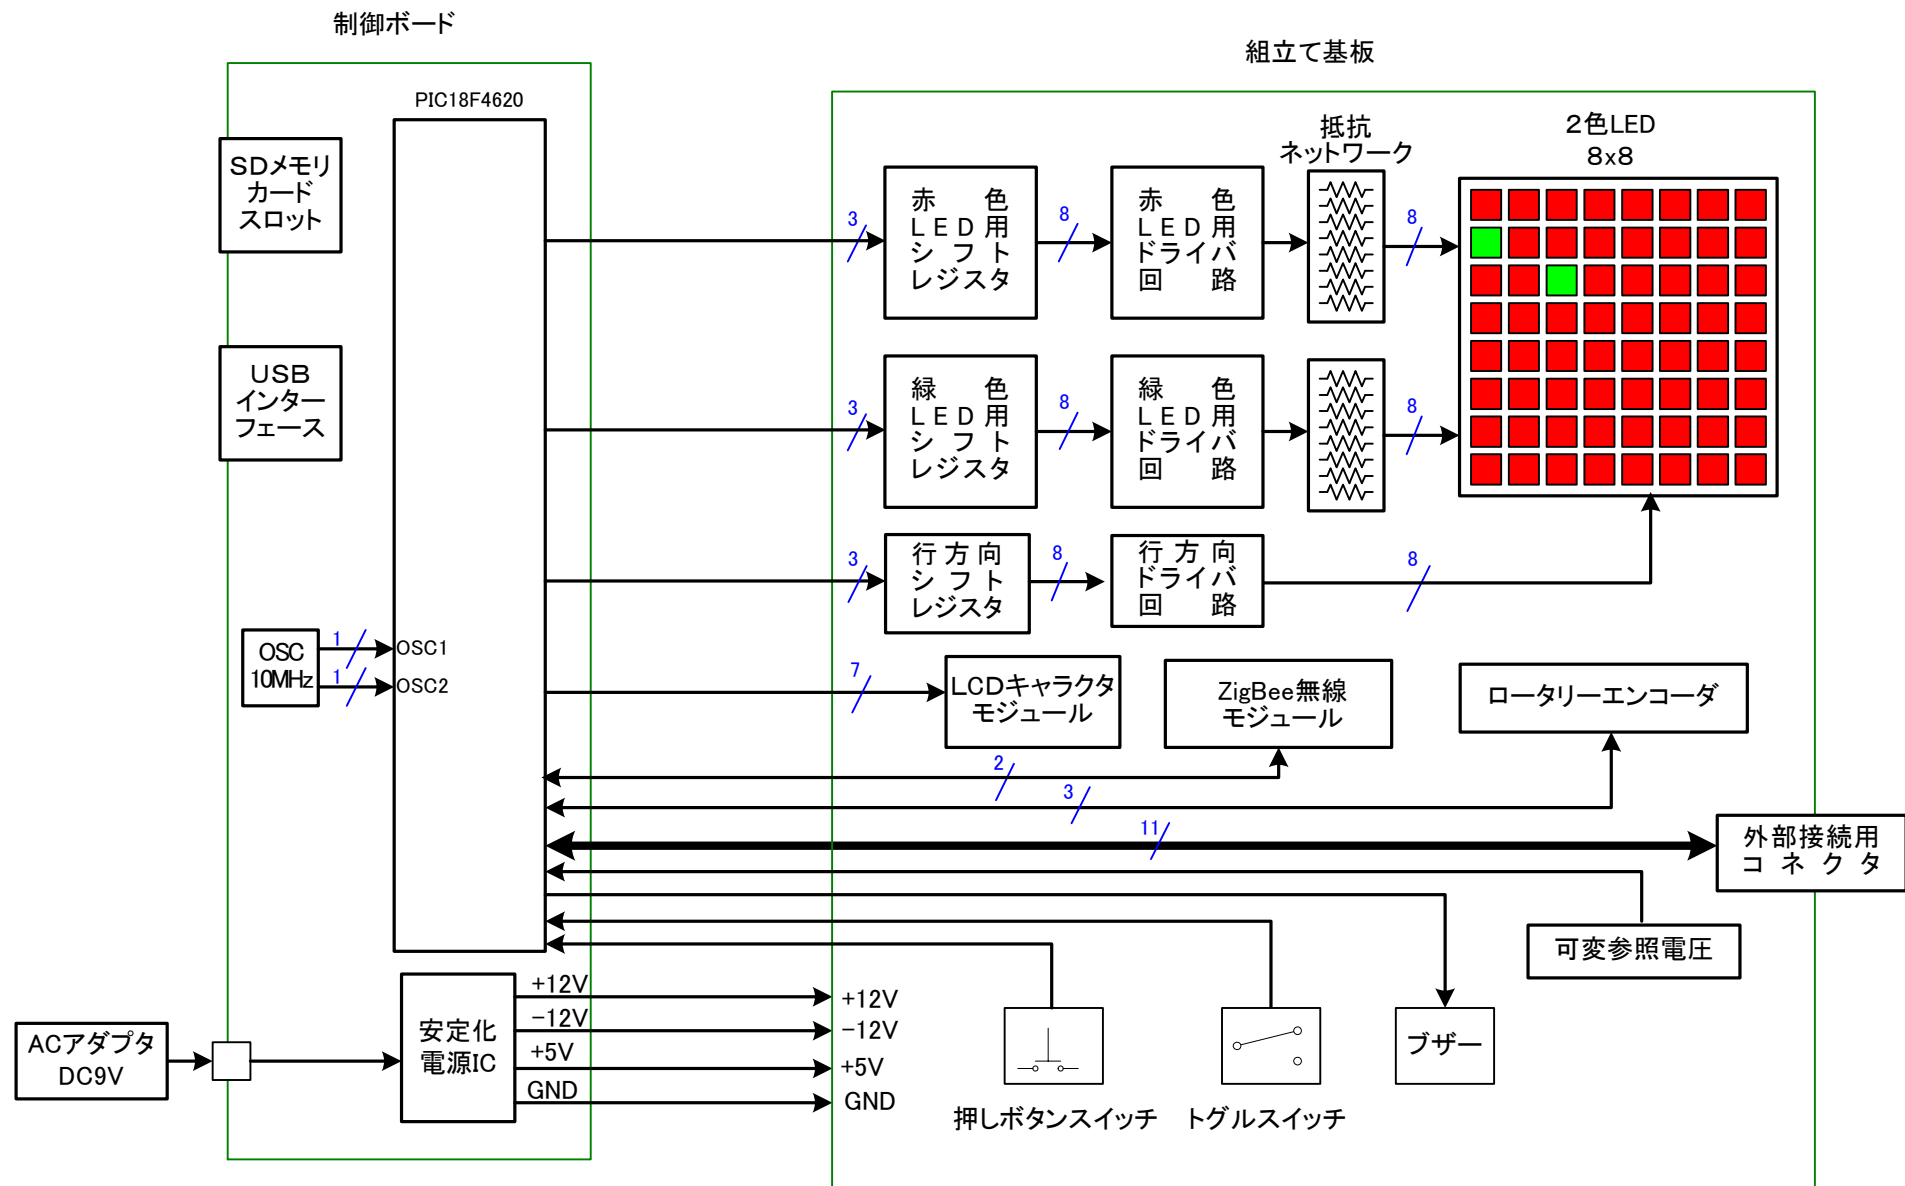 制御ボード
組立て基板
PIC18F4620
SDメモリ
カード
スロット
USB
インター
フェース
OSC
10MHz
1
1
OSC1
OSC2
抵抗
ネットワーク
2色LED
8x8
3
赤色
LED用
シフト
レジスタ
8
赤色
LED用
ドライバ
回路
8
3
緑色
LED用
シフト
レジスタ
8
緑色
LED用
ドライバ
回路
8
3
行方向
シフト
レジスタ
8
行方向
ドライバ
回路
8
7
LCDキャラクタ
モジュール
ZigBee無線
モジュール
ロータリーエンコーダ
2
3
11
外部接続用
コネクタ
可変参照電圧
ACアダプタ
DC9V
安定化
電源IC
+12V
-12V
+5V
GND
+12V
-12V
+5V
GND
ブザー
押しボタンスイッチ
トグルスイッチ